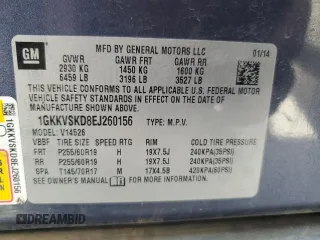 GM
MFD BY GENERAL MOTORS LLC 01/14
GVWR GAWR FRT GAWR RR
2930 KG 1450 KG 1600 KG
6459 LB 3196 LB 3527 LB
THIS VEHICLE CONFORMS TO ALL APPLICABLE U.S. FEDERAL MOTOR
VEHICLE SAFETY AND THEFT PREVENTION STANDARDS IN EFFECT
ON THE DATE OF MANUFACTURE SHOWN ABOVE.
1GKKVSKD8EJ260156 TYPE: M.P.V.
MODEL: V14526
TIRE SIZE SPEED RTG RIM COLD TIRE PRESSURE
FRT P255/60R19 H 19X7.5J 240KPA(35PSI)
RR P255/60R19 H 19X7.5J 240KPA(35PSI)
SPA T145/70R17 M 17X4.5B 420KPA(60PSI)
SEE OWNER'S MANUAL FOR ADDITIONAL INFORMATION.
1GKKVSKD8EJ260156